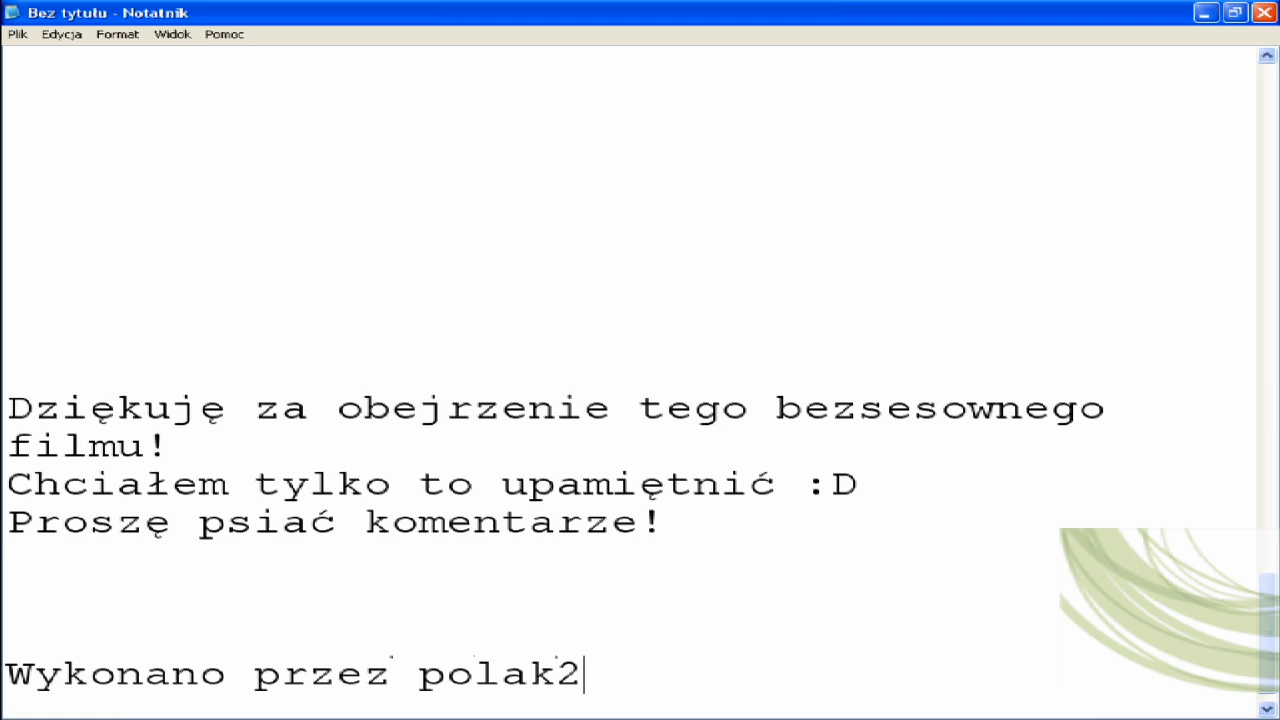 Bez tytułu - Notatnik
Plik Edycja Format Widok Pomoc
Dziękuję za obejrzenie tego bezsesownego
filmu!
Chciałem tylko to upamiętnić :D
Proszę psiać komentarze!
Wykonano przez polak2